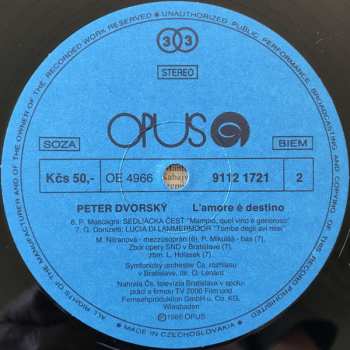 ALL RIGHTS OF THE MANUFACTURER AND OF THE OWNER OF THE RECORDED WORK RESERVED • UNAUTHORIZED PUBLIC PERFORMANCE, BROADCASTING AND COPYING OF THIS RECORD PROHIBITED
33
STEREO
OPUS
SOZA BIEM
Kčs 50,- OE 4966 9112 1721 2
PETER DVORSKÝ L'amore è destino
6. P. Mascagni: SEDLIACKA ČESŤ "Mampó, quel vino è generoso"
7. G. Donizetti: LUCIA DI LAMMERMOOR "Tombe degli avi miei"
M. Nitranová - mezzosoprán (6), P. Mikuláš - bas (7),
Zbor opery SND v Bratislave (7),
zbm. L. Holásek (7)
Symfonický orchester Čs. rozhlasu
v Bratislave, dir. O. Lenárd
Nahrala Čs. televízia Bratislava v spolu-
práci s firmou TV 2000 Film und
Fernsehproduktion GmbH u. Co. KG,
Wiesbaden
℗ 1986 OPUS
• MADE IN CZECHOSLOVAKIA •